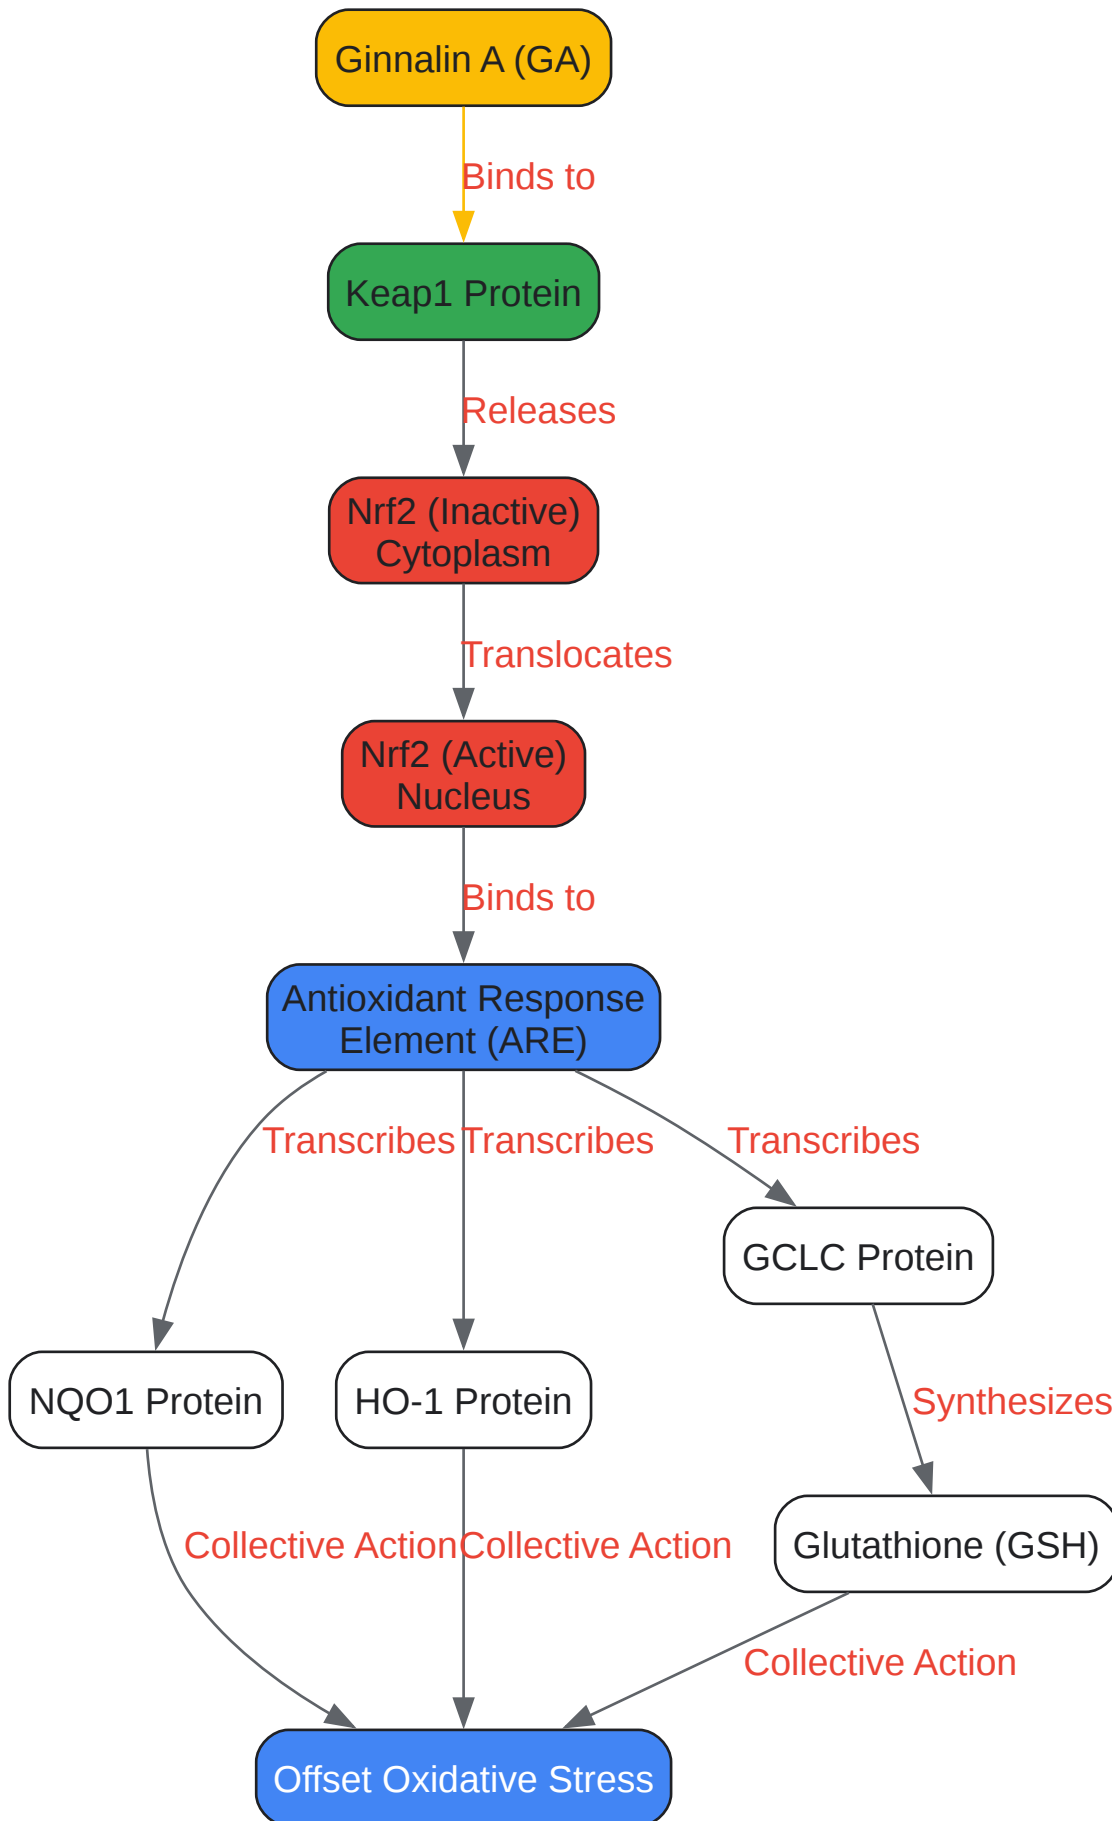 Ginnalin A (GA)
Binds to
Keap1 Protein
Releases
Nrf2 (Inactive)
Cytoplasm
Translocates
Nrf2 (Active)
Nucleus
Binds to
Antioxidant Response
Element (ARE)
Transcribes
Transcribes
Transcribes
GCLC Protein
NQO1 Protein
HO-1 Protein
Synthesizes
Collective Action
Collective Action
Glutathione (GSH)
Collective Action
Offset Oxidative Stress